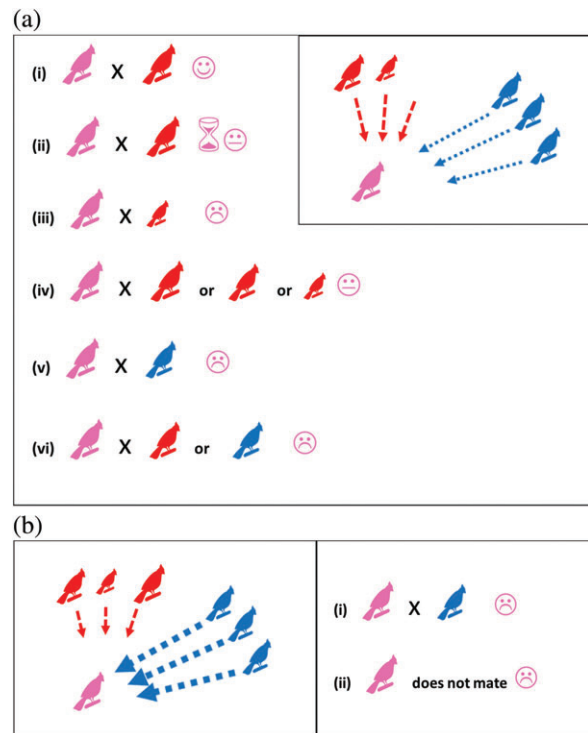 (a)
(i) X
(ii) X
(iii) X
(iv) X or or
(v) X
(vi) X or
(b)
(i) X
(ii) does not mate